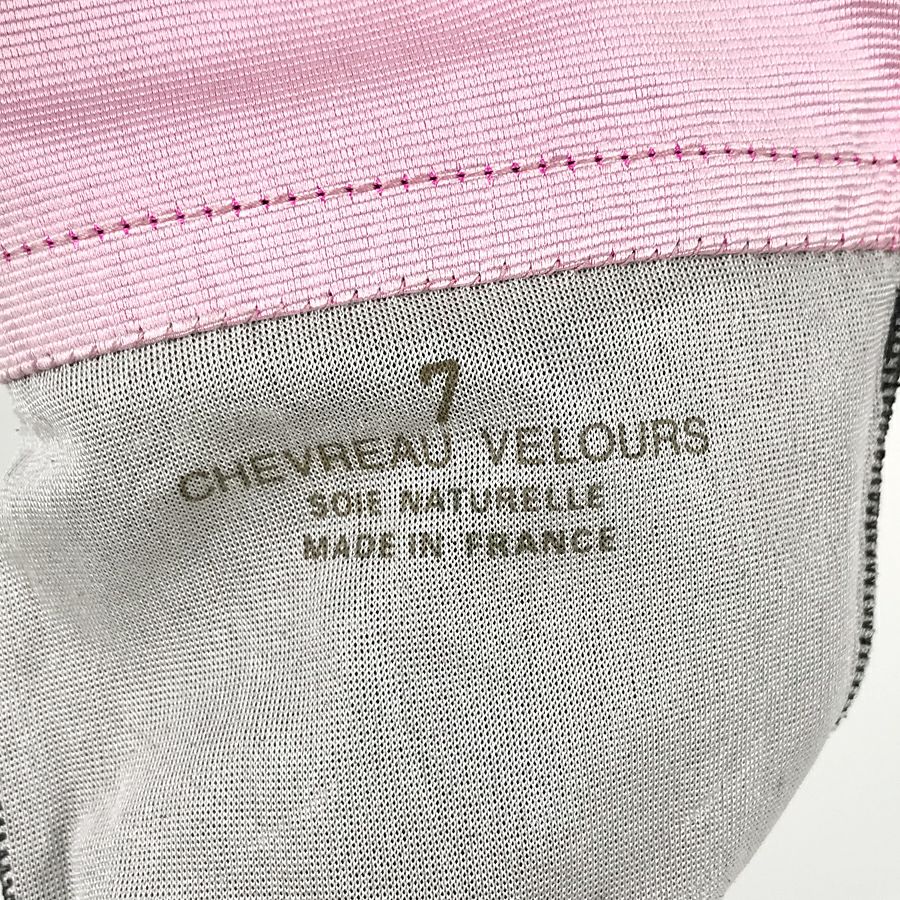 7
CHEVREAU VELOURS
SOIE NATURELLE
MADE IN FRANCE